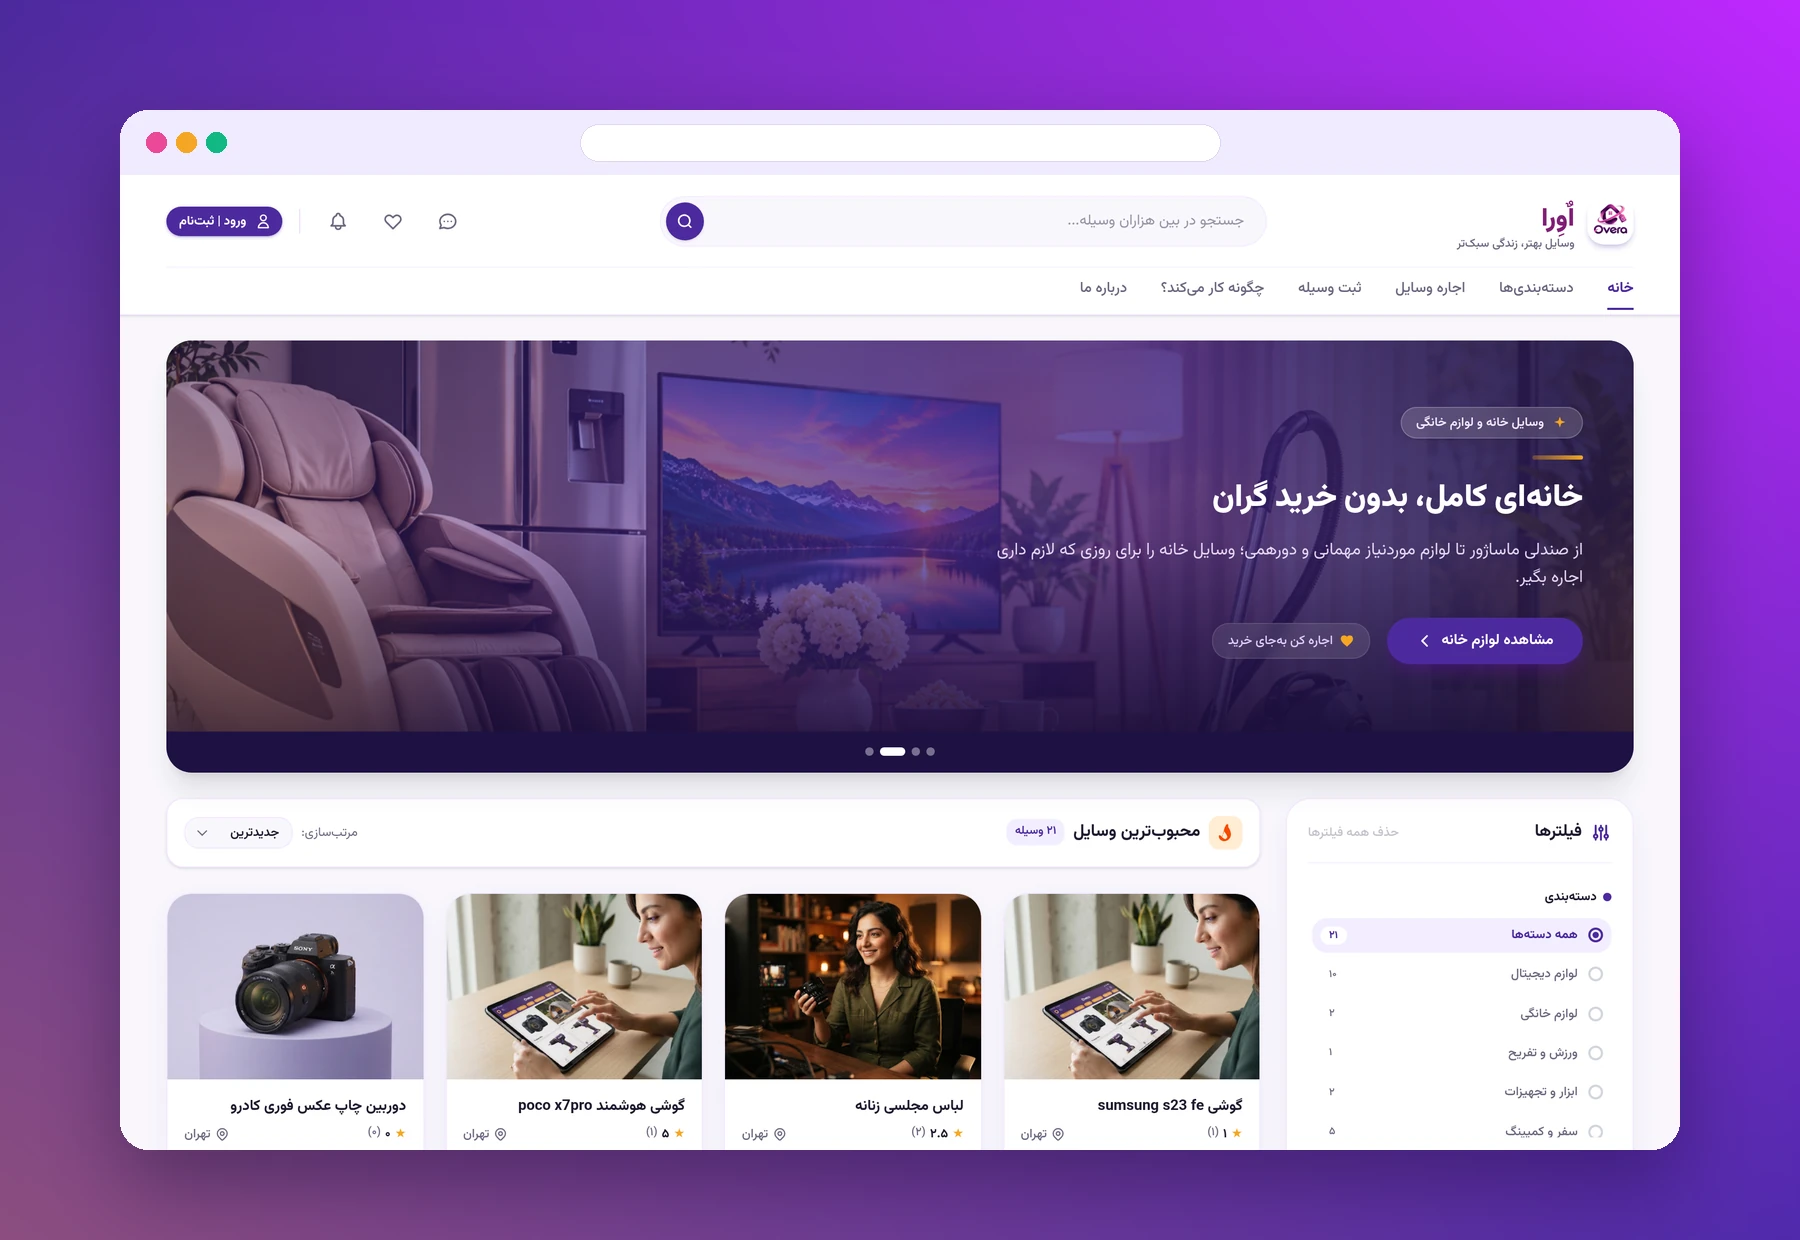 اُورا
وسایل بهتر، زندگی سبک‌تر
Overa
جستجو در بین هزاران وسیله...
ورود | ثبت‌نام
خانه
دسته‌بندی‌ها
اجاره وسایل
ثبت وسیله
چگونه کار می‌کند؟
درباره ما
وسایل خانه و لوازم خانگی
خانه‌ای کامل، بدون خرید گران
از صندلی ماساژور تا لوازم موردنیاز مهمانی و دورهمی؛ وسایل خانه را برای روزی که لازم داری
اجاره بگیر.
مشاهده لوازم خانه
اجاره کن به‌جای خرید
فیلترها
حذف همه فیلترها
دسته‌بندی
همه دسته‌ها ۲۱
لوازم دیجیتال ۱۰
لوازم خانگی ۲
ورزش و تفریح ۱
ابزار و تجهیزات ۲
سفر و کمپینگ ۵
محبوب‌ترین وسایل
۲۱ وسیله
مرتب‌سازی:
جدیدترین
گوشی sumsung s23 fe
۱ (۱)
تهران
لباس مجلسی زنانه
۲.۵ (۲)
تهران
گوشی هوشمند poco x7pro
۵ (۱)
تهران
SONY
دوربین چاپ عکس فوری کادرو
۰ (۰)
تهران